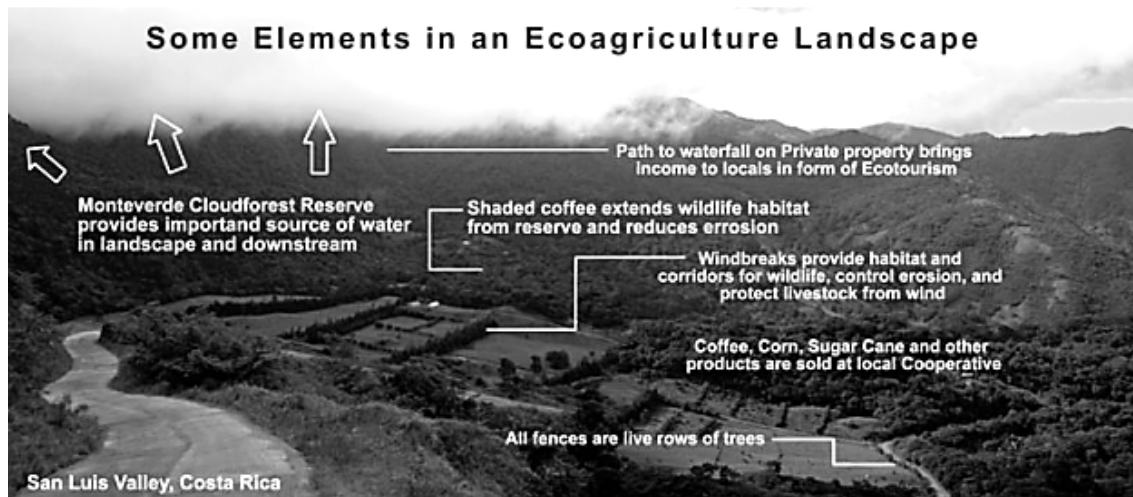 Some Elements in an Ecoagriculture Landscape
Path to waterfall on Private property brings
income to locals in form of Ecotourism
Monteverde Cloudforest Reserve
provides importand source of water
in landscape and downstream
Shaded coffee extends wildlife habitat
from reserve and reduces errosion
Windbreaks provide habitat and
corridors for wildlife, control erosion, and
protect livestock from wind
Coffee, Corn, Sugar Cane and other
products are sold at local Cooperative
All fences are live rows of trees
San Luis Valley, Costa Rica